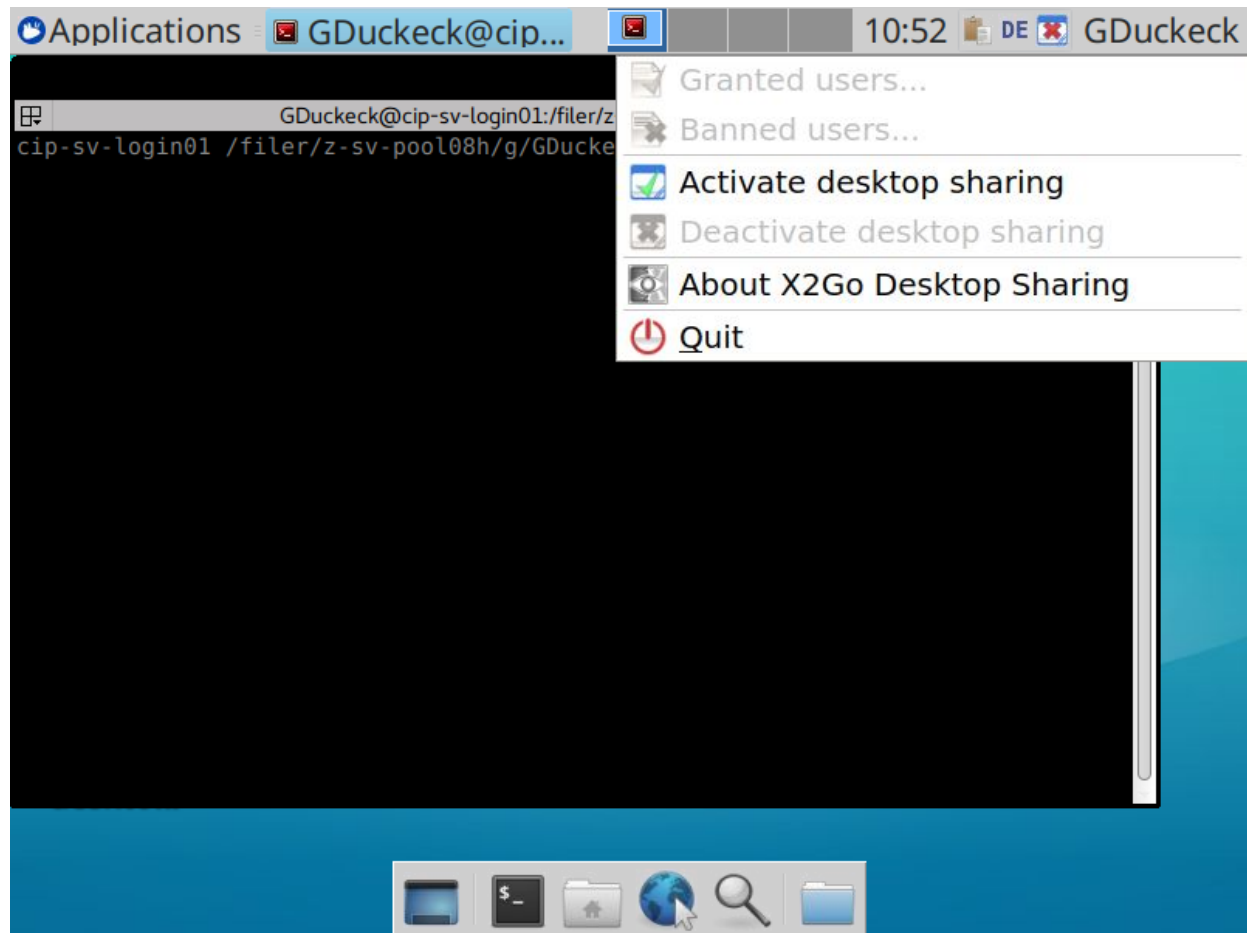 Applications GDuckeck@cip... 10:52 DE GDuckeck
Granted users...
GDuckeck@cip-sv-login01:/filer/z
Banned users...
cip-sv-login01 /filer/z-sv-pool08h/g/GDucke
Activate desktop sharing
Deactivate desktop sharing
About X2Go Desktop Sharing
Quit
$_